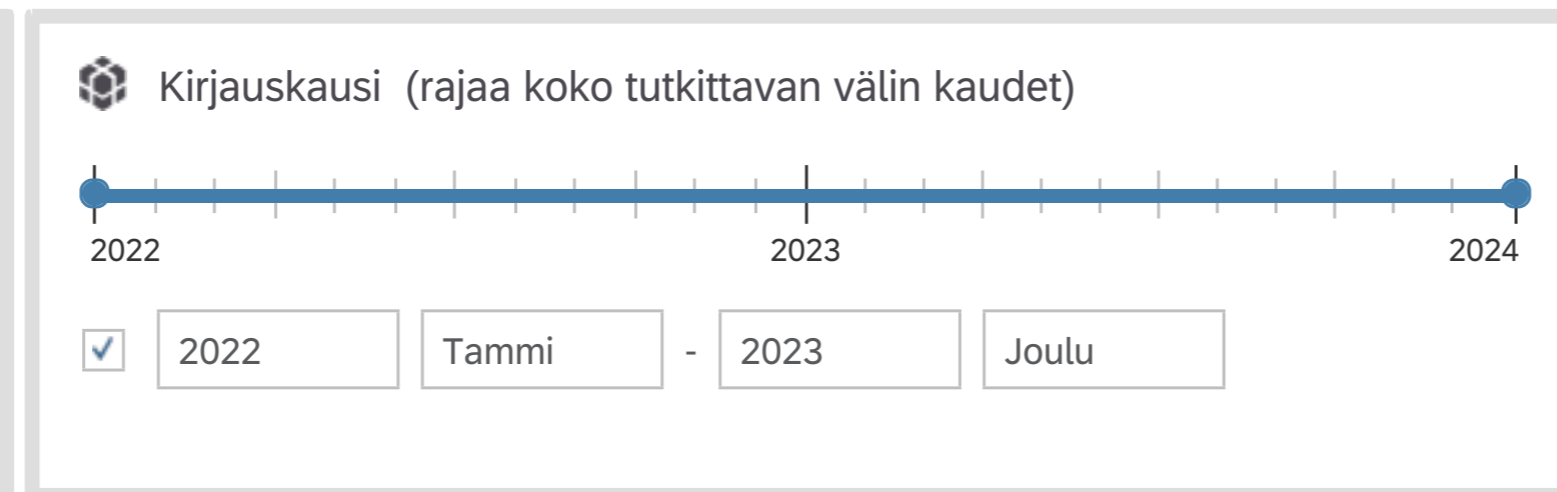 Kirjauskausi (rajaa koko tutkittavan välin kaudet)
2022 2023 2024
2022 Tammi - 2023 Joulu